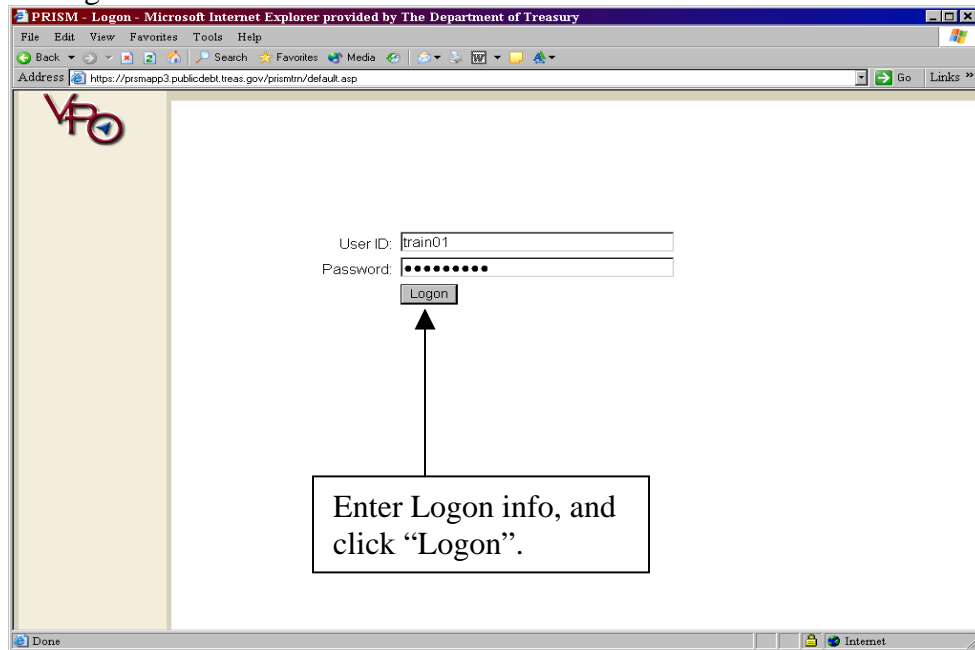 PRISM - Logon - Microsoft Internet Explorer provided by The Department of Treasury
File Edit View Favorites Tools Help
Back Search Favorites Media
Address https://prsmapp3.publicdebt.treas.gov/prismtrn/default.asp Go Links »
VPO
User ID: train01
Password: •••••••••
Logon
Enter Logon info, and
click “Logon”.
Done Internet